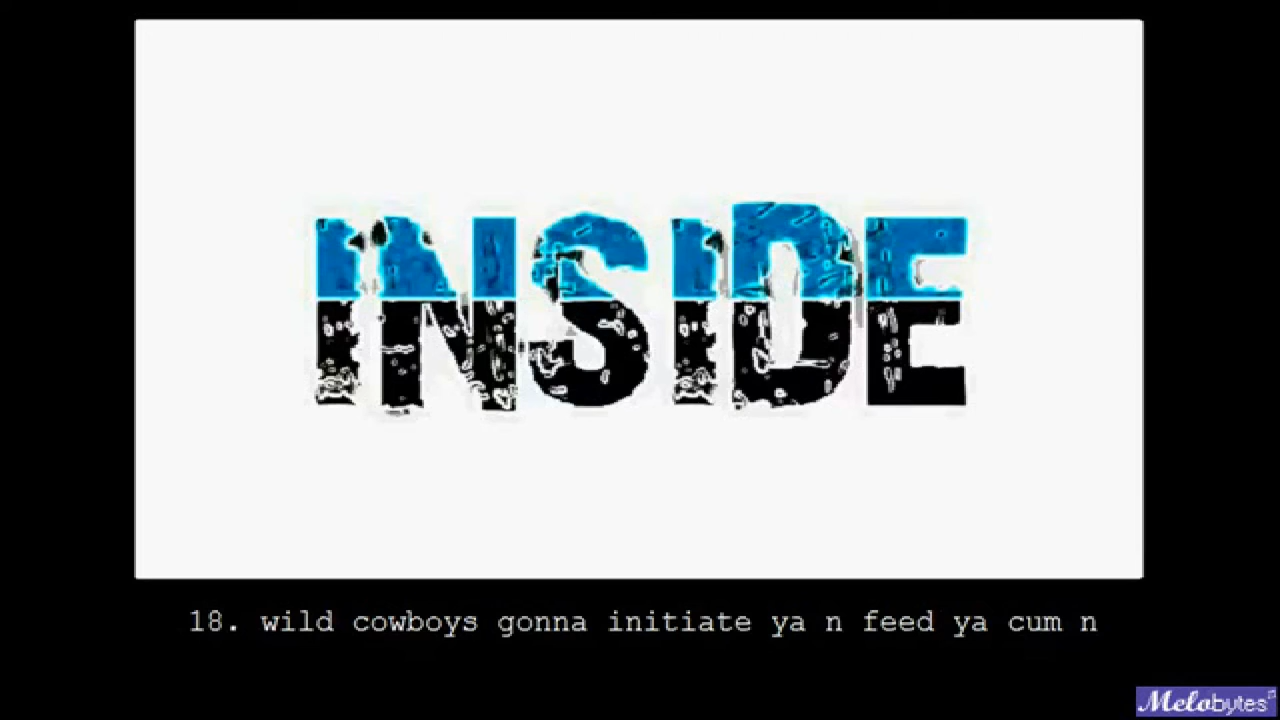 INSIDE
18. wild cowboys gonna initiate ya n feed ya cum n
Melobytes